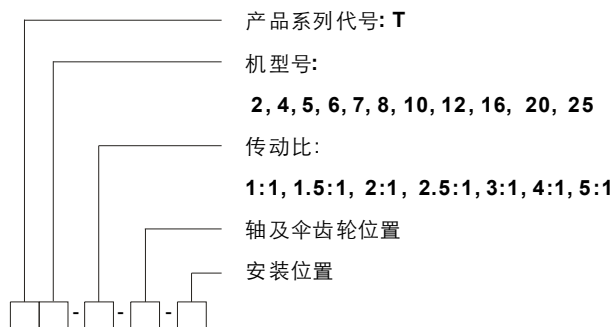 产品系列代号: T
机型号:
2, 4, 5, 6, 7, 8, 10, 12, 16, 20, 25
传动比:
1:1, 1.5:1, 2:1, 2.5:1, 3:1, 4:1, 5:1
轴及伞齿轮位置
安装位置
- - -